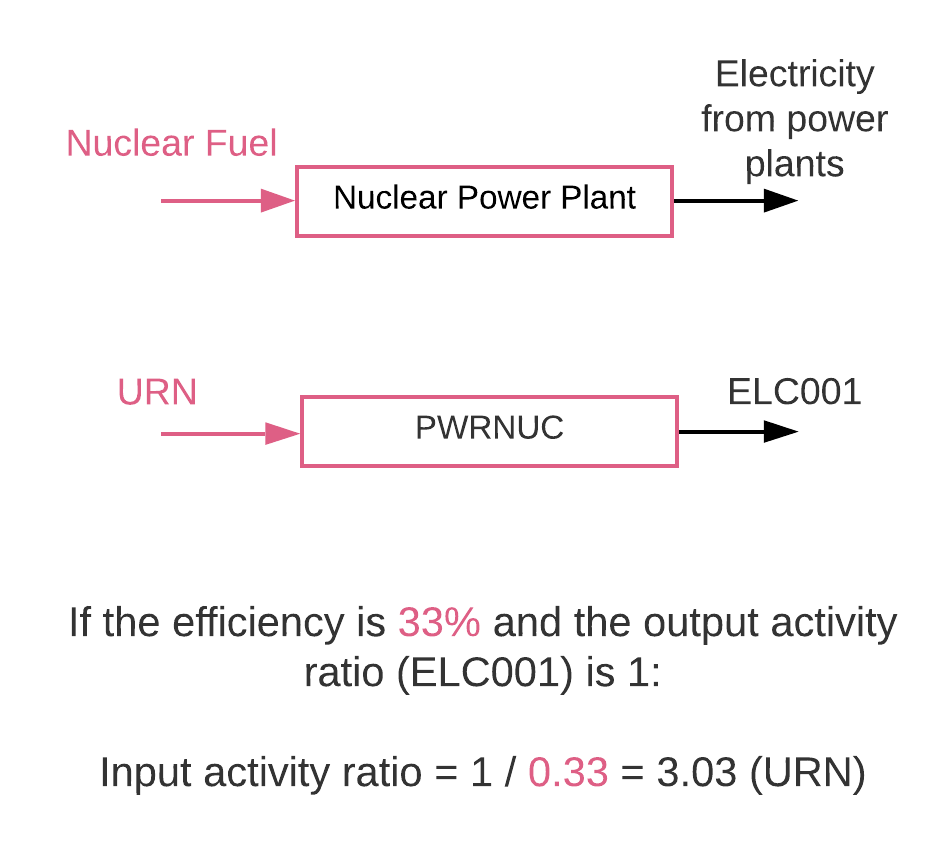 Electricity
from power
plants
Nuclear Fuel
Nuclear Power Plant
URN
ELC001
PWRNUC
If the efficiency is 33% and the output activity
ratio (ELC001) is 1:
Input activity ratio = 1 / 0.33 = 3.03 (URN)